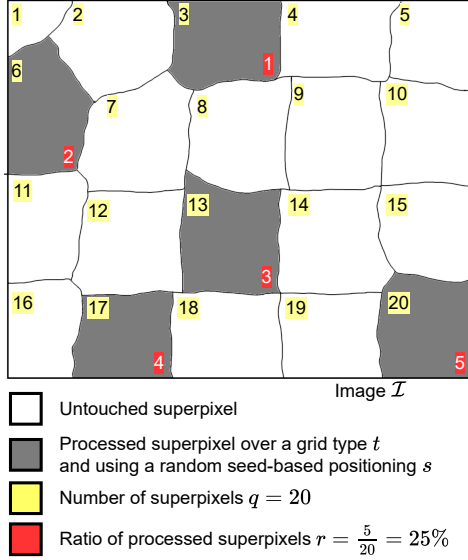 1 2 3 4 5
6 1
7 8 9 10
2
11 12 13 14 15
3
16 17 18 19 20
4 5
Image ℐ
Untouched superpixel
Processed superpixel over a grid type t
and using a random seed-based positioning s
Number of superpixels q = 20
Ratio of processed superpixels r = 5/20 = 25%